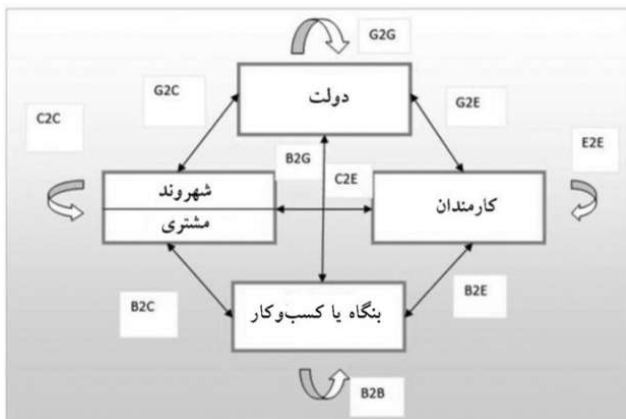 G2G
دولت
G2C
G2E
C2C
E2E
B2G
C2E
شهروند
مشتری
کارمندان
B2C
بنگاه یا کسب‌وکار
B2E
B2B